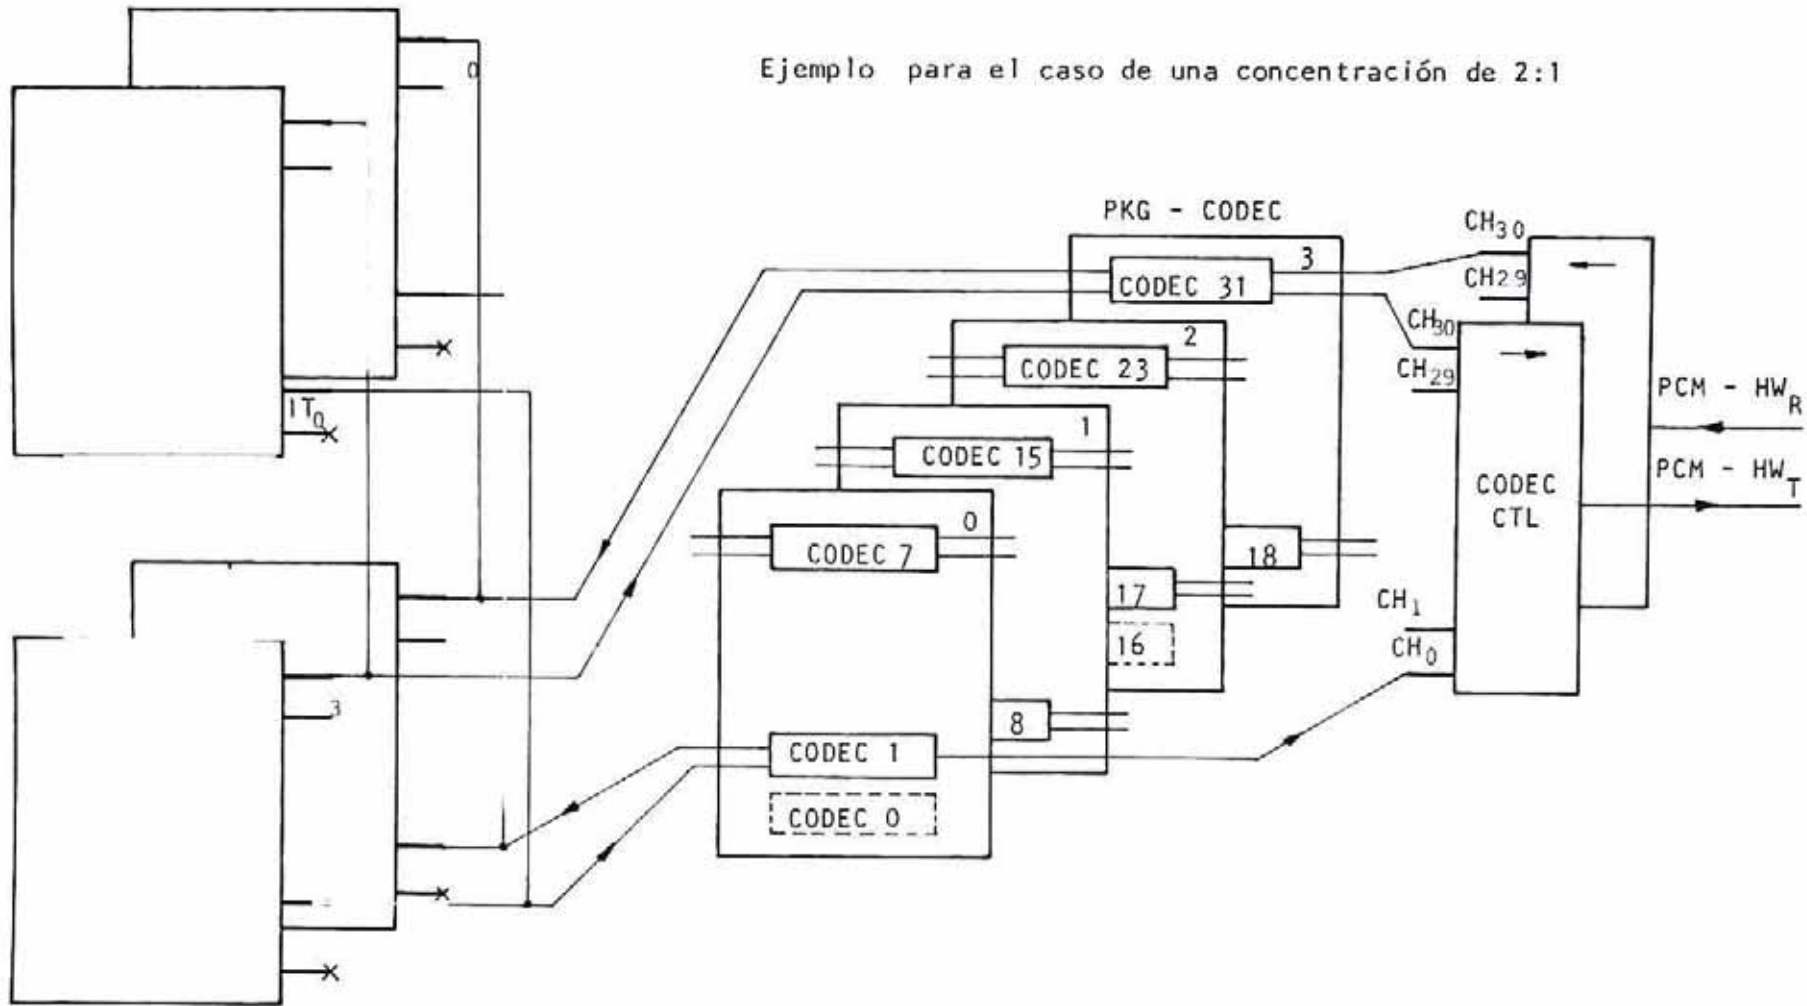 Ejemplo para el caso de una concentración de 2:1
0
PKG - CODEC
CH30
3
CODEC 31
CH29
CH30
2
CODEC 23
CH29
PCM - HWR
IT0
1
CODEC 15
PCM - HWT
CODEC
CTL
0
CODEC 7
18
17
CH1
16
CH0
3
8
CODEC 1
CODEC 0